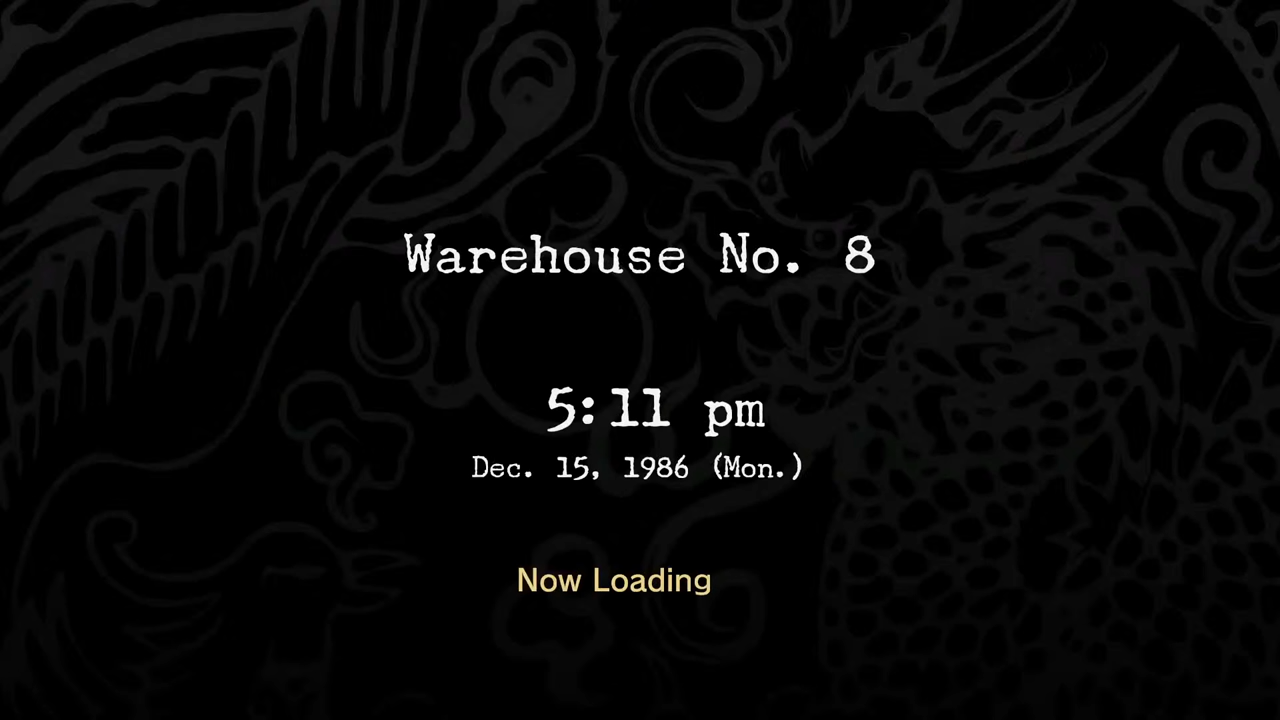 Warehouse No. 8
5:11 pm
Dec. 15, 1986 (Mon.)
Now Loading